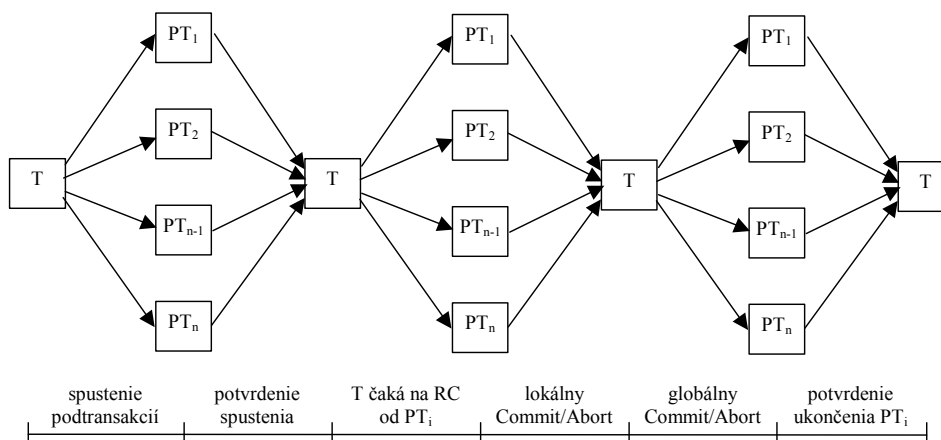 PT₁ PT₁ PT₁
PT₂ PT₂ PT₂
T T T T
PTₙ₋₁ PTₙ₋₁ PTₙ₋₁
PTₙ PTₙ PTₙ
spustenie potvrdenie T čaká na RC lokálny globálny potvrdenie
podtransakcií spustenia od PTᵢ Commit/Abort Commit/Abort ukončenia PTᵢ